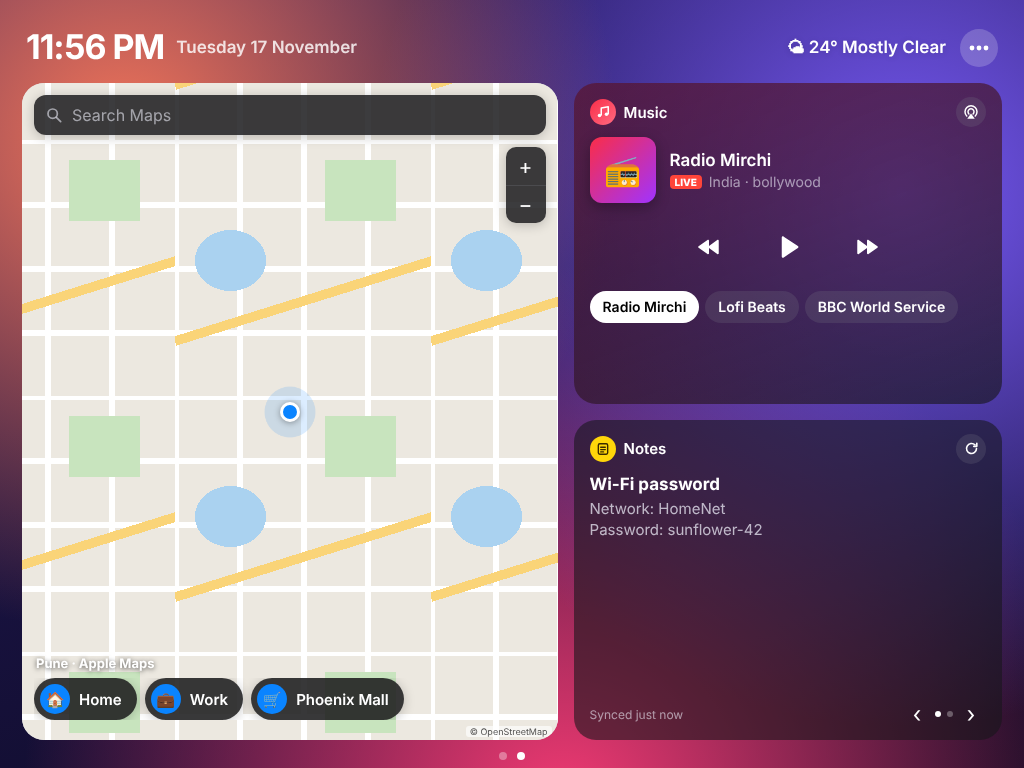 11:56 PM Tuesday 17 November
24° Mostly Clear
Search Maps
+
−
Pune · Apple Maps
Home
Work
Phoenix Mall
© OpenStreetMap
Music
Radio Mirchi
LIVE India · bollywood
Radio Mirchi
Lofi Beats
BBC World Service
Notes
Wi-Fi password
Network: HomeNet
Password: sunflower-42
Synced just now